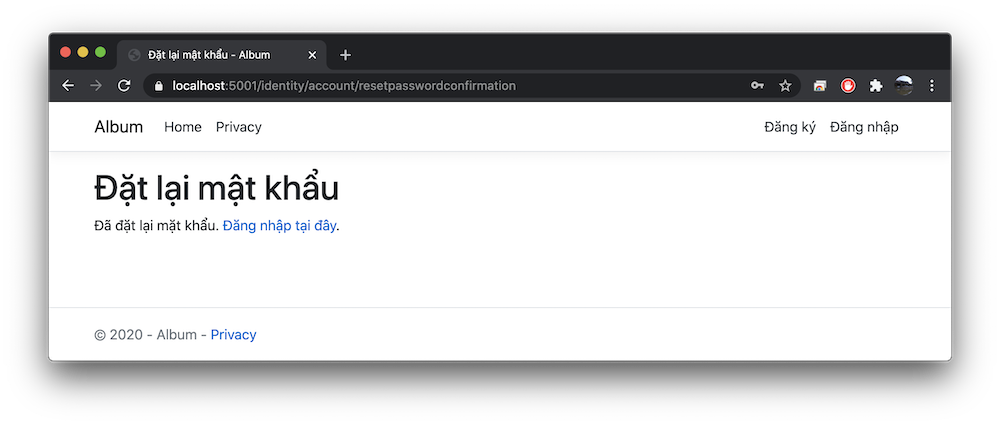 Đặt lại mật khẩu - Album
localhost:5001/identity/account/resetpasswordconfirmation
Album Home Privacy Đăng ký Đăng nhập
Đặt lại mật khẩu
Đã đặt lại mặt khẩu. Đăng nhập tại đây.
© 2020 - Album - Privacy